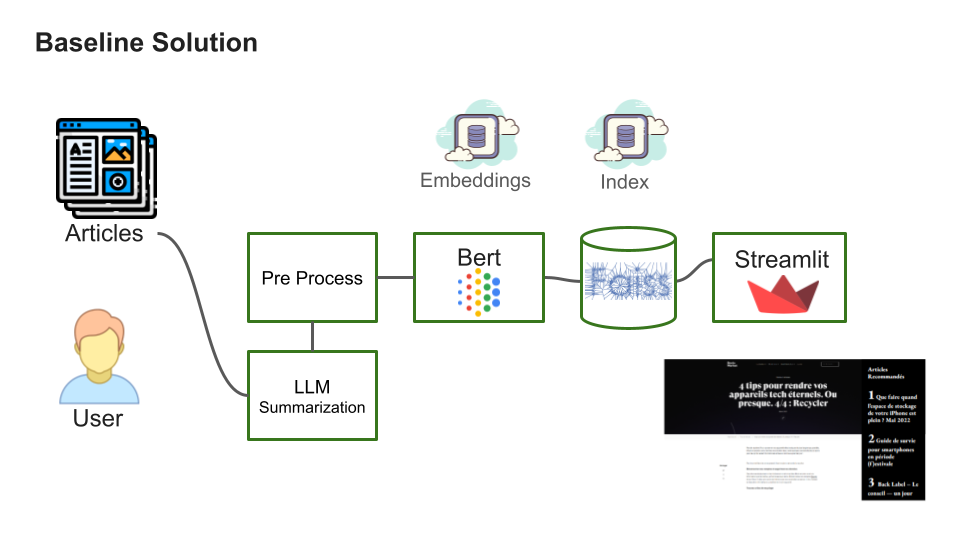 Baseline Solution
Embeddings
Index
Articles
Pre Process
Bert
Faiss
Streamlit
LLM
Summarization
User
4 tips pour rendre vos
appareils tech éternels. Ou
presque. 4/4 : Recycler
Articles
Recommandés
1 Que faire quand
l'espace de stockage
de votre iPhone est
plein ? Mai 2022
2 Guide de survie
pour smartphones
en période
(f)estivale
3 Back Label – Le
conseil — un jour